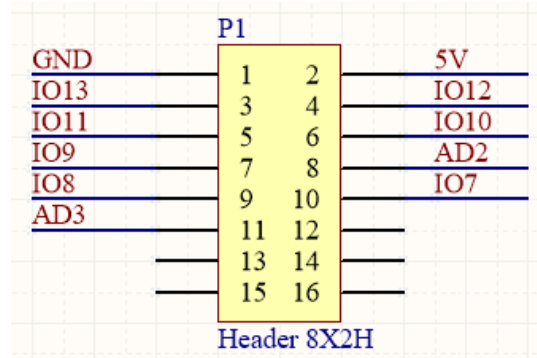 P1
GND 1 2 5V
IO13 3 4 IO12
IO11 5 6 IO10
IO9 7 8 AD2
IO8 9 10 IO7
AD3 11 12
13 14
15 16
Header 8X2H